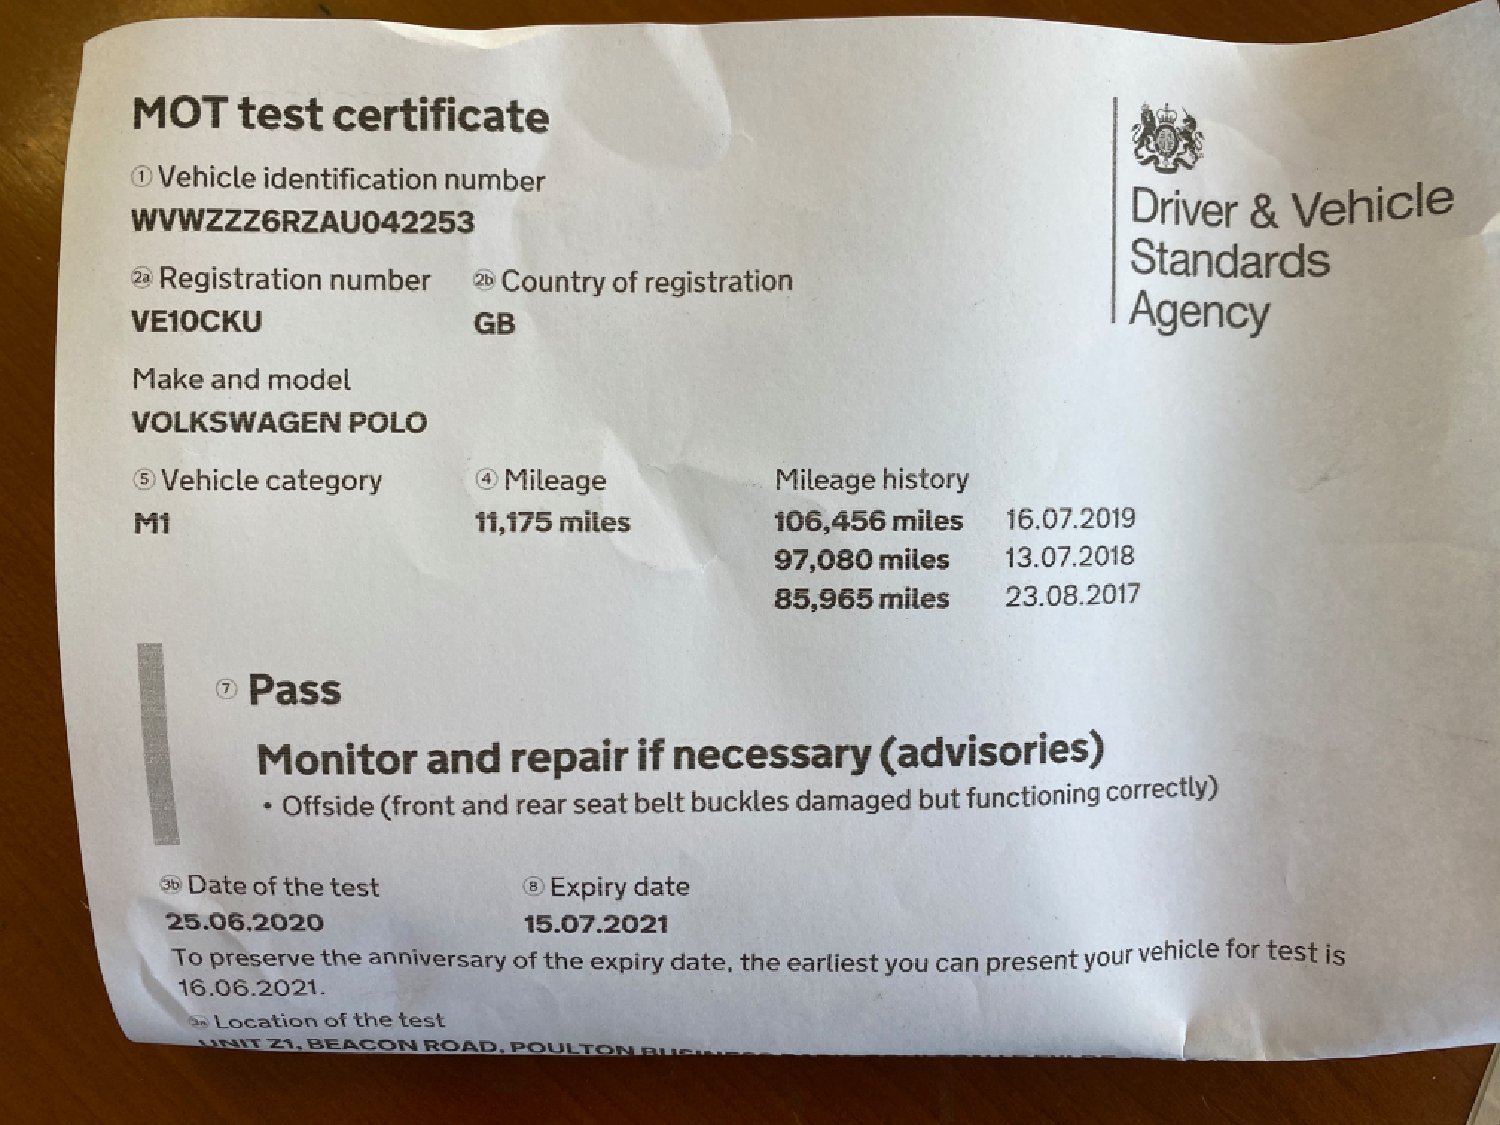 MOT test certificate
① Vehicle identification number
WVWZZZ6RZAU042253
2a Registration number 2b Country of registration
VE10CKU GB
Make and model
VOLKSWAGEN POLO
⑤ Vehicle category ④ Mileage Mileage history
M1 11,175 miles 106,456 miles 16.07.2019
97,080 miles 13.07.2018
85,965 miles 23.08.2017
⑦ Pass
Monitor and repair if necessary (advisories)
• Offside (front and rear seat belt buckles damaged but functioning correctly)
3b Date of the test ⑧ Expiry date
25.06.2020 15.07.2021
To preserve the anniversary of the expiry date, the earliest you can present your vehicle for test is
16.06.2021.
3a Location of the test
UNIT Z1, BEACON ROAD, POULTON
Driver & Vehicle
Standards
Agency